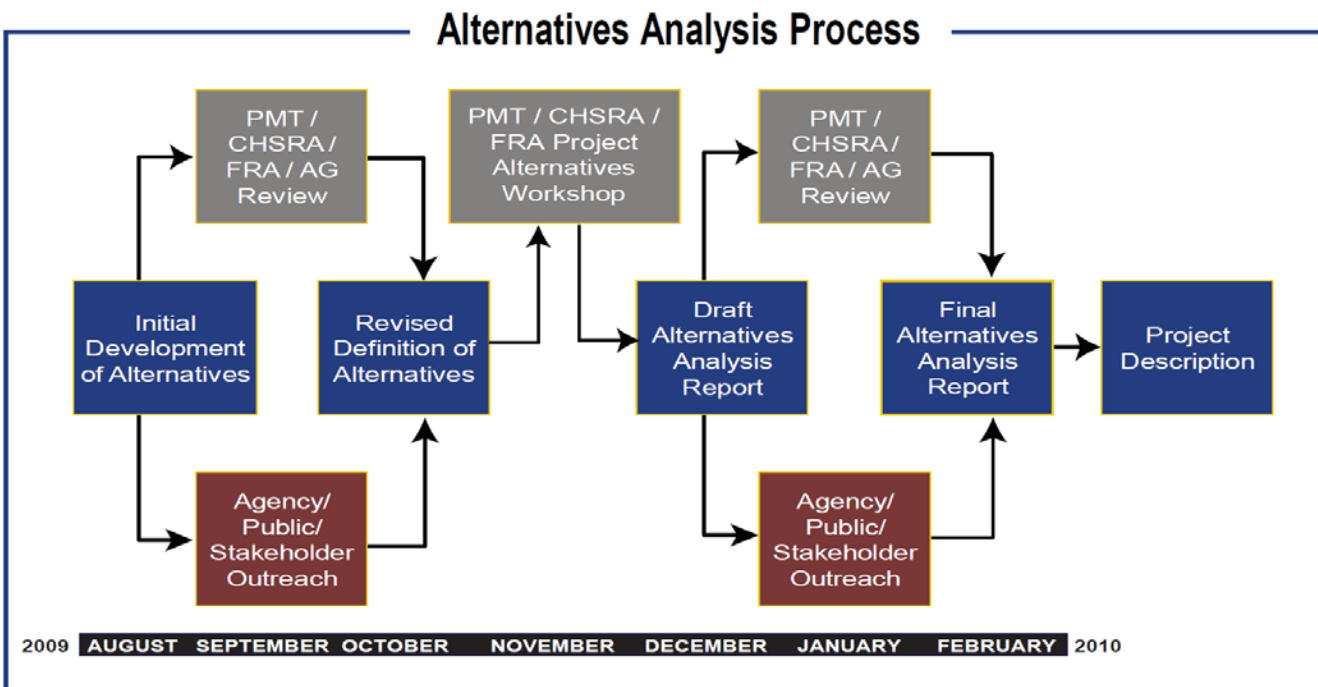 Alternatives Analysis Process
PMT /
CHSRA /
FRA / AG
Review
PMT / CHSRA /
FRA Project
Alternatives
Workshop
PMT /
CHSRA /
FRA / AG
Review
Initial
Development
of Alternatives
Revised
Definition of
Alternatives
Draft
Alternatives
Analysis
Report
Final
Alternatives
Analysis
Report
Project
Description
Agency/
Public/
Stakeholder
Outreach
Agency/
Public/
Stakeholder
Outreach
2009 AUGUST SEPTEMBER OCTOBER NOVEMBER DECEMBER JANUARY FEBRUARY 2010